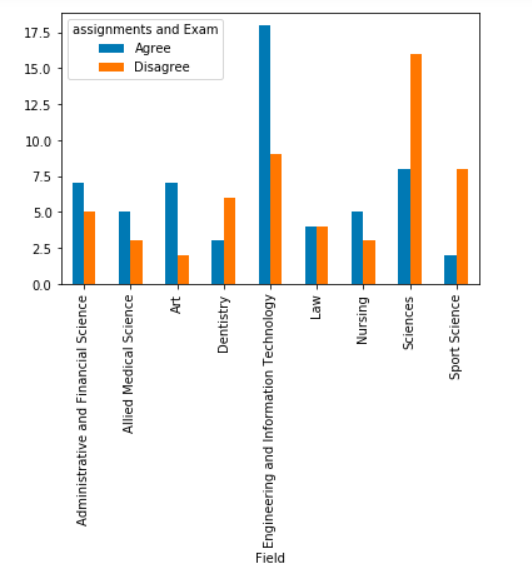 assignments and Exam
Agree
Disagree
17.5
15.0
12.5
10.0
7.5
5.0
2.5
0.0
Administrative and Financial Science
Allied Medical Science
Art
Dentistry
Engineering and Information Technology
Law
Nursing
Sciences
Sport Science
Field